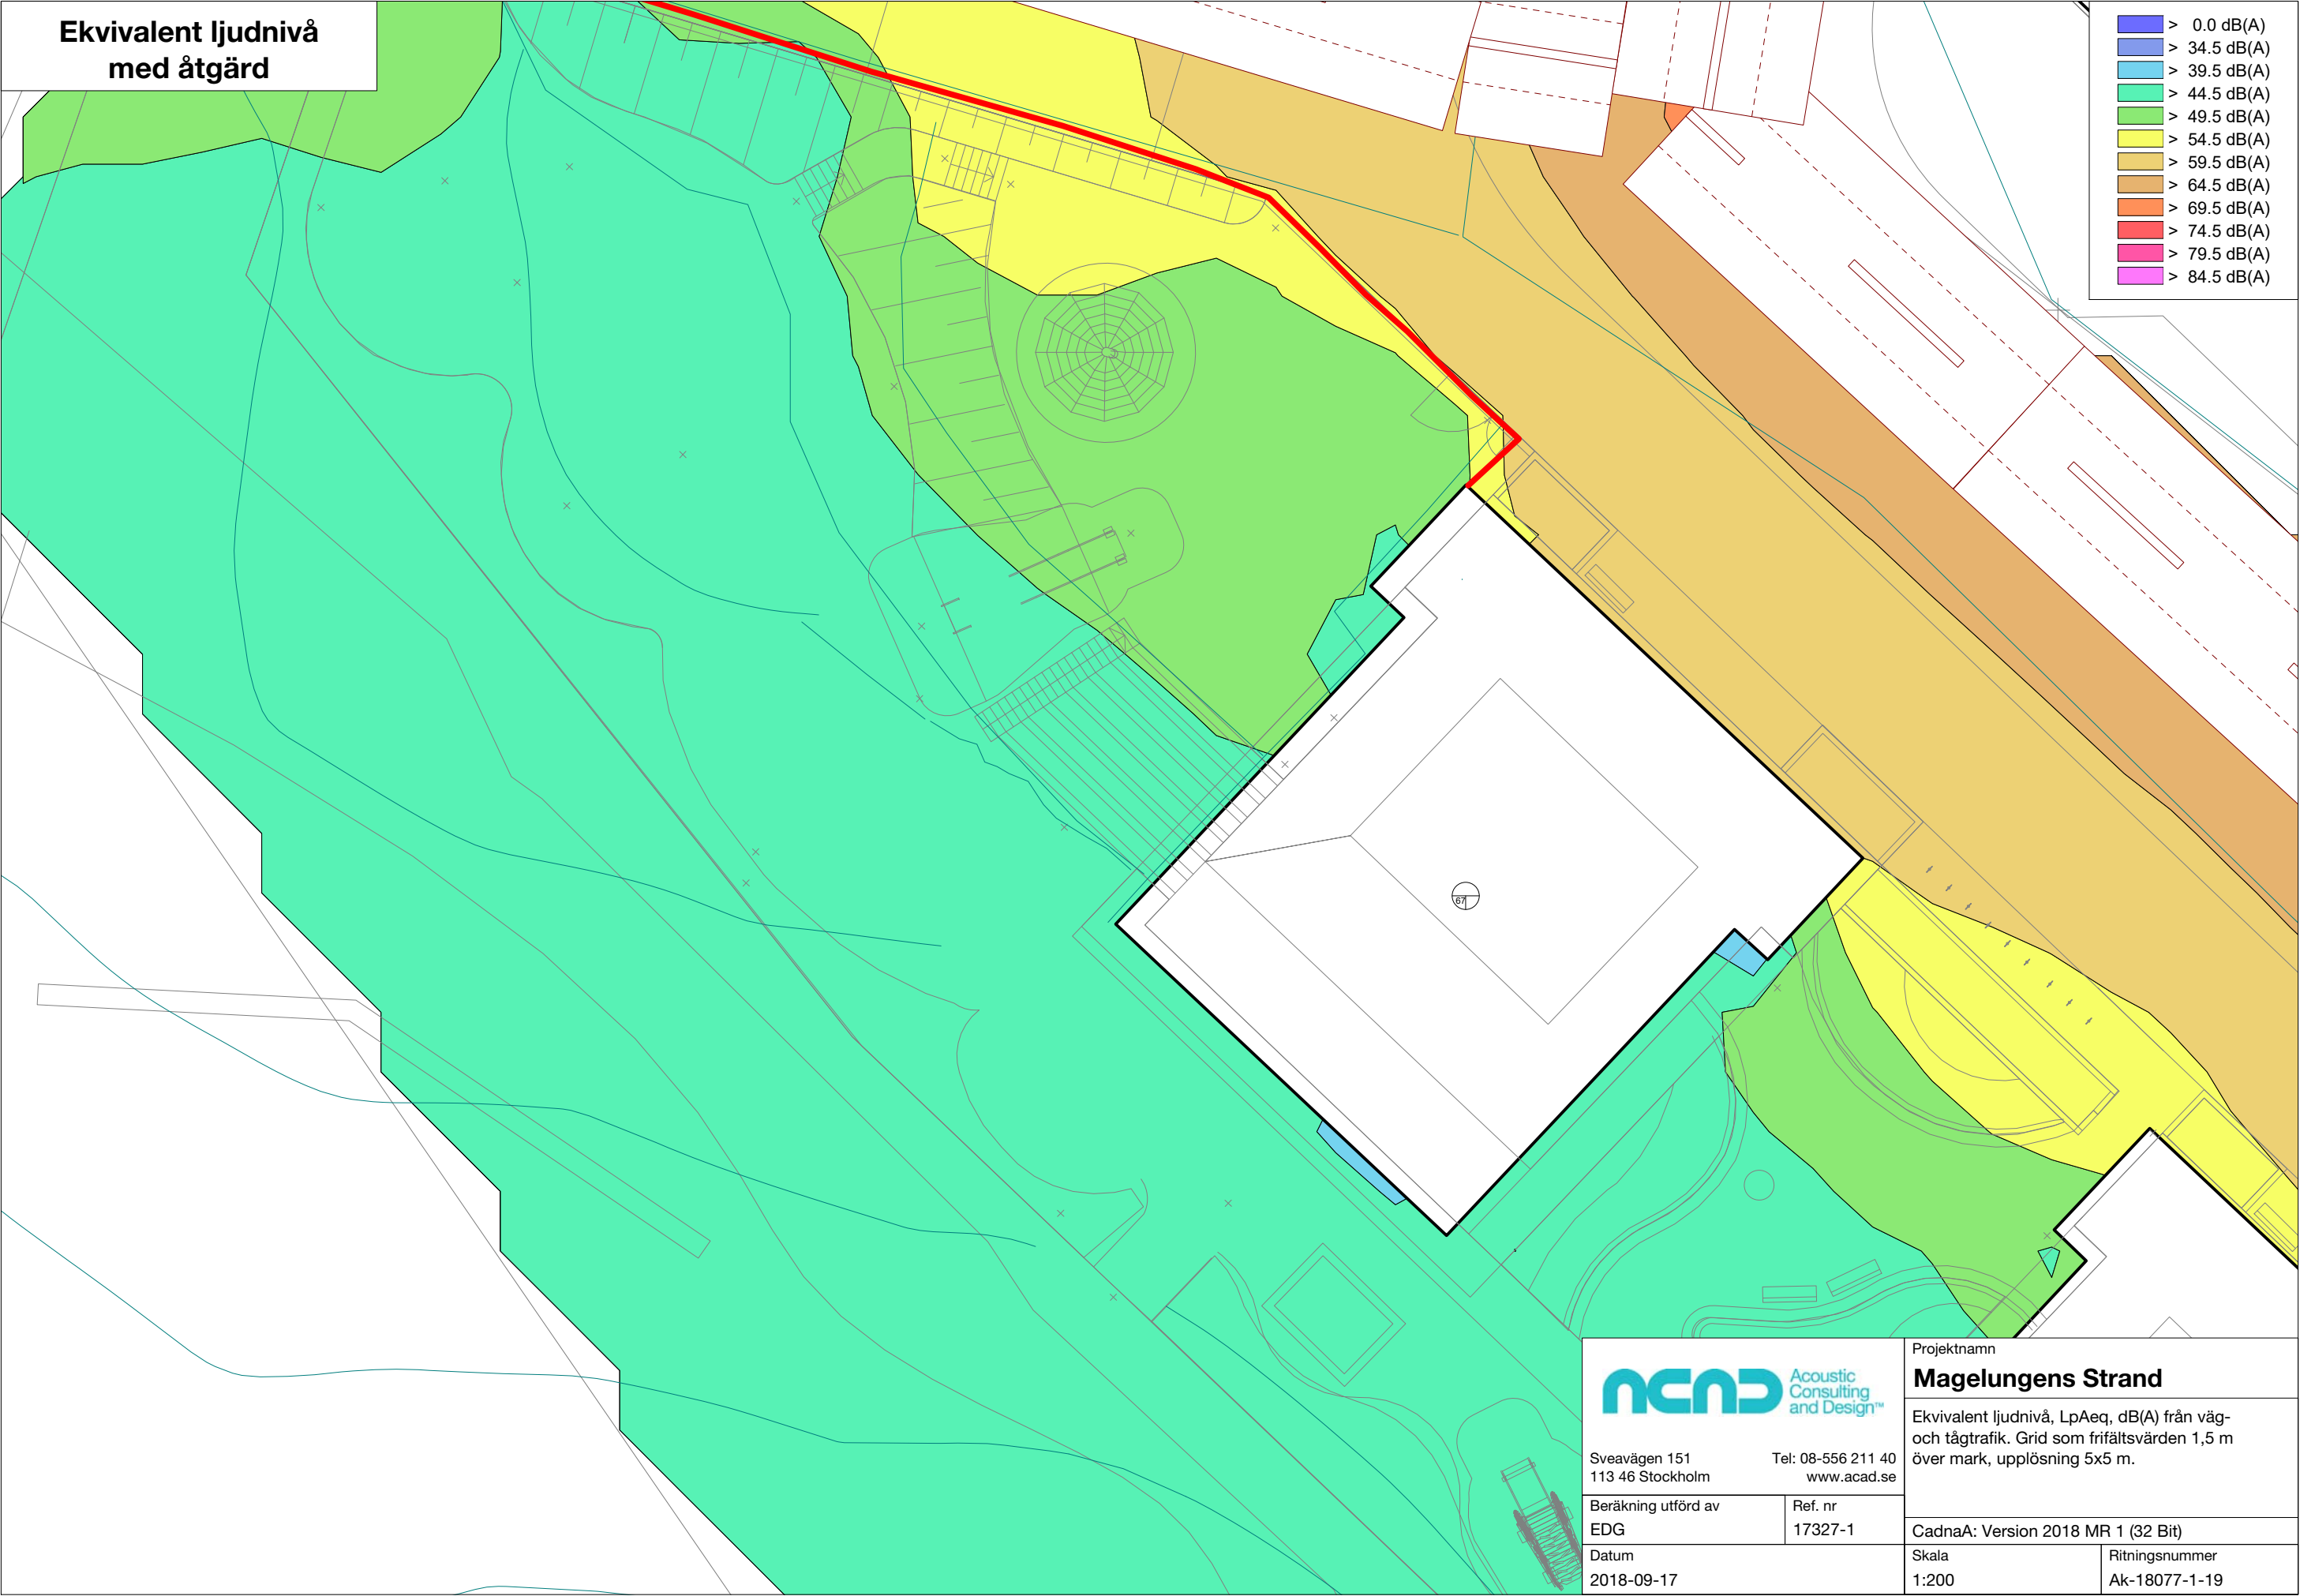 Ekvivalent ljudnivå
med åtgärd
> 0.0 dB(A)
> 34.5 dB(A)
> 39.5 dB(A)
> 44.5 dB(A)
> 49.5 dB(A)
> 54.5 dB(A)
> 59.5 dB(A)
> 64.5 dB(A)
> 69.5 dB(A)
> 74.5 dB(A)
> 79.5 dB(A)
> 84.5 dB(A)
67
ACAD
Acoustic
Consulting
and Design™
Sveavägen 151
113 46 Stockholm
Tel: 08-556 211 40
www.acad.se
Beräkning utförd av
EDG
Ref. nr
17327-1
Datum
2018-09-17
Projektnamn
Magelungens Strand
Ekvivalent ljudnivå, LpAeq, dB(A) från väg-
och tågtrafik. Grid som frifältsvärden 1,5 m
över mark, upplösning 5x5 m.
CadnaA: Version 2018 MR 1 (32 Bit)
Skala
1:200
Ritningsnummer
Ak-18077-1-19